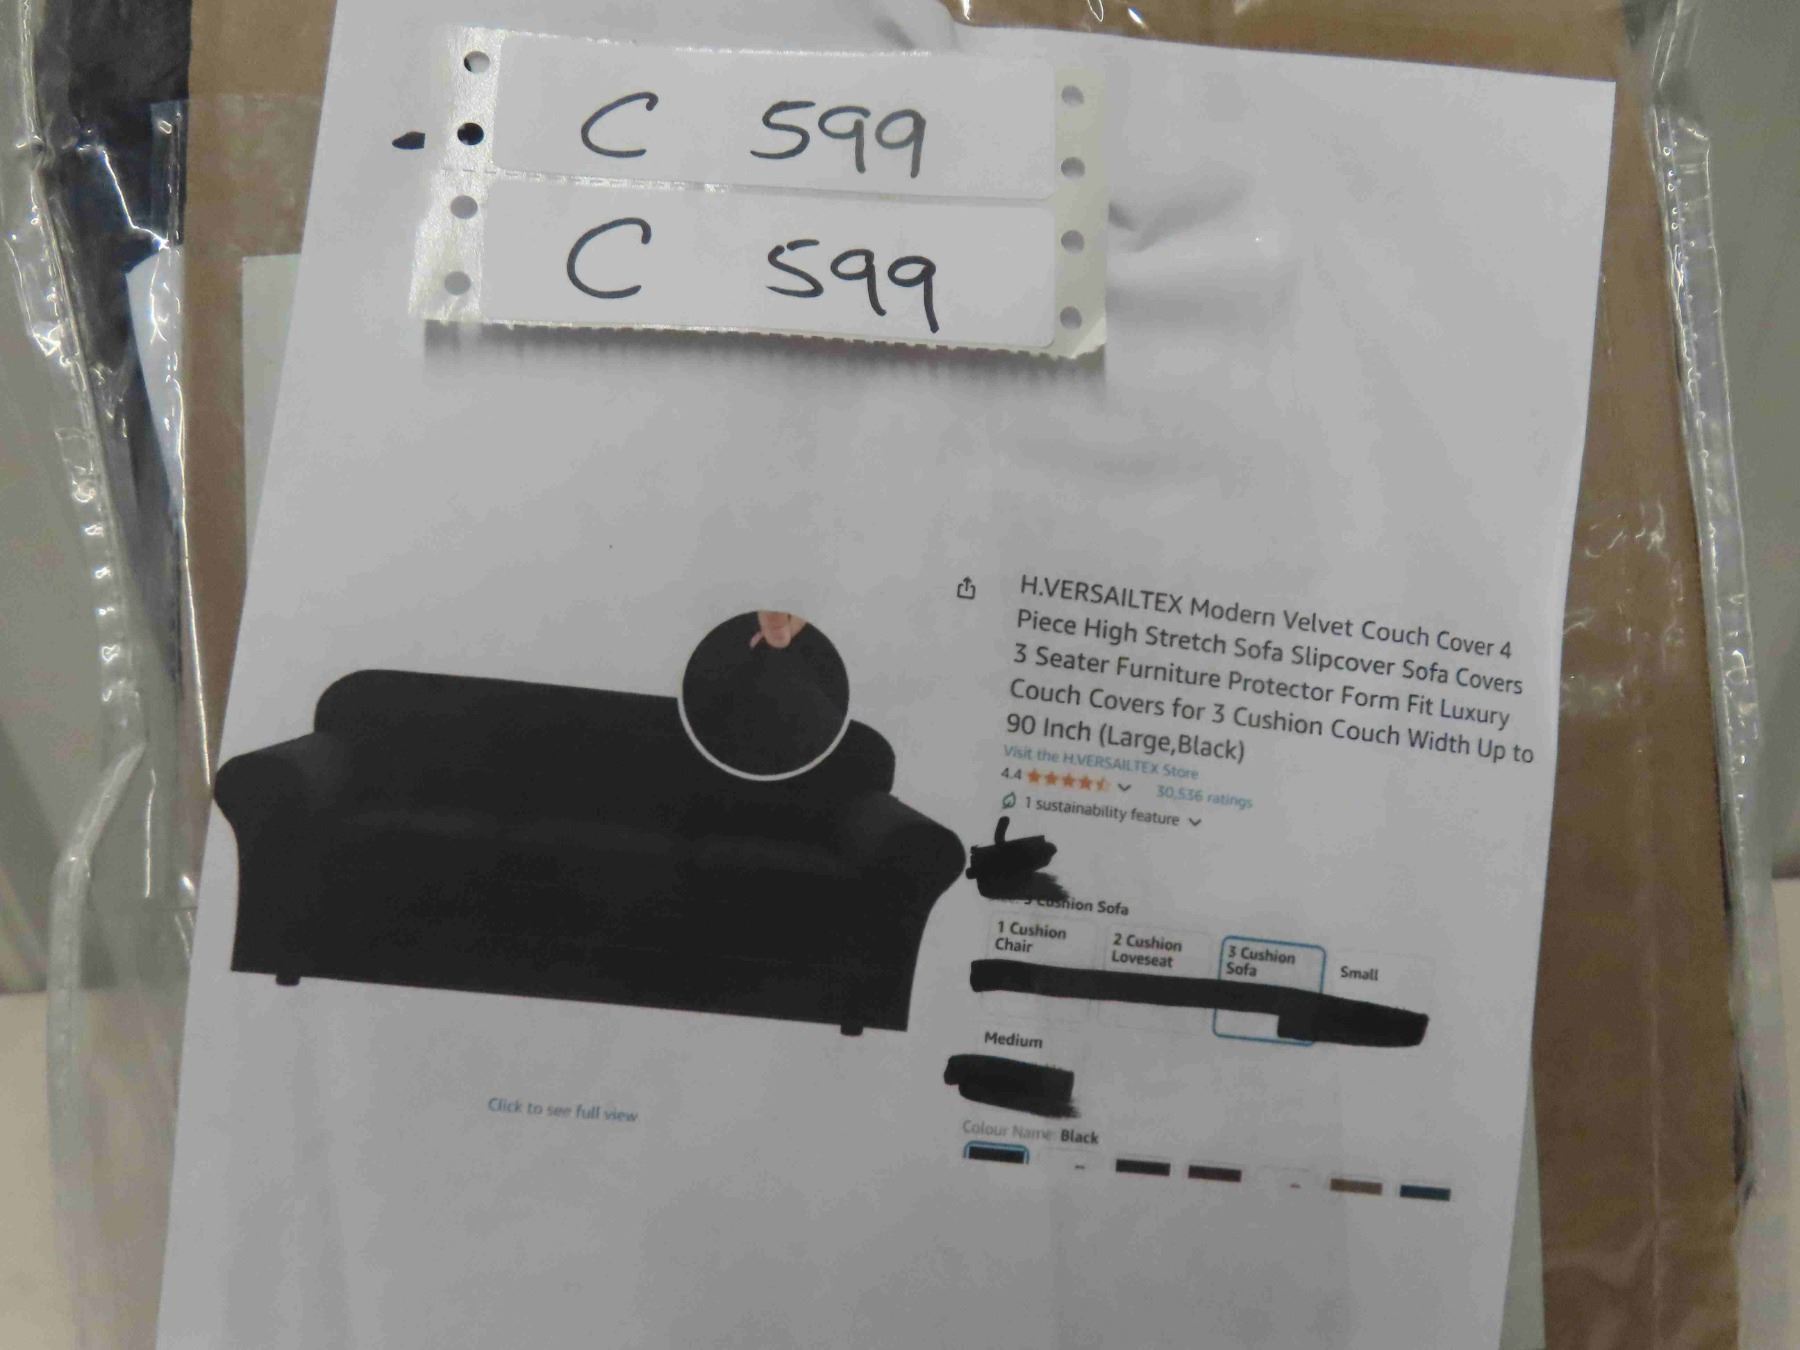 C 599
C 599
H.VERSAILTEX Modern Velvet Couch Cover 4
Piece High Stretch Sofa Slipcover Sofa Covers
3 Seater Furniture Protector Form Fit Luxury
Couch Covers for 3 Cushion Couch Width Up to
90 Inch (Large,Black)
Visit the H.VERSAILTEX Store
4.4 30,536 ratings
1 sustainability feature
3 Cushion Sofa
1 Cushion Chair
2 Cushion Loveseat
3 Cushion Sofa
Small
Medium
Click to see full view
Colour Name: Black